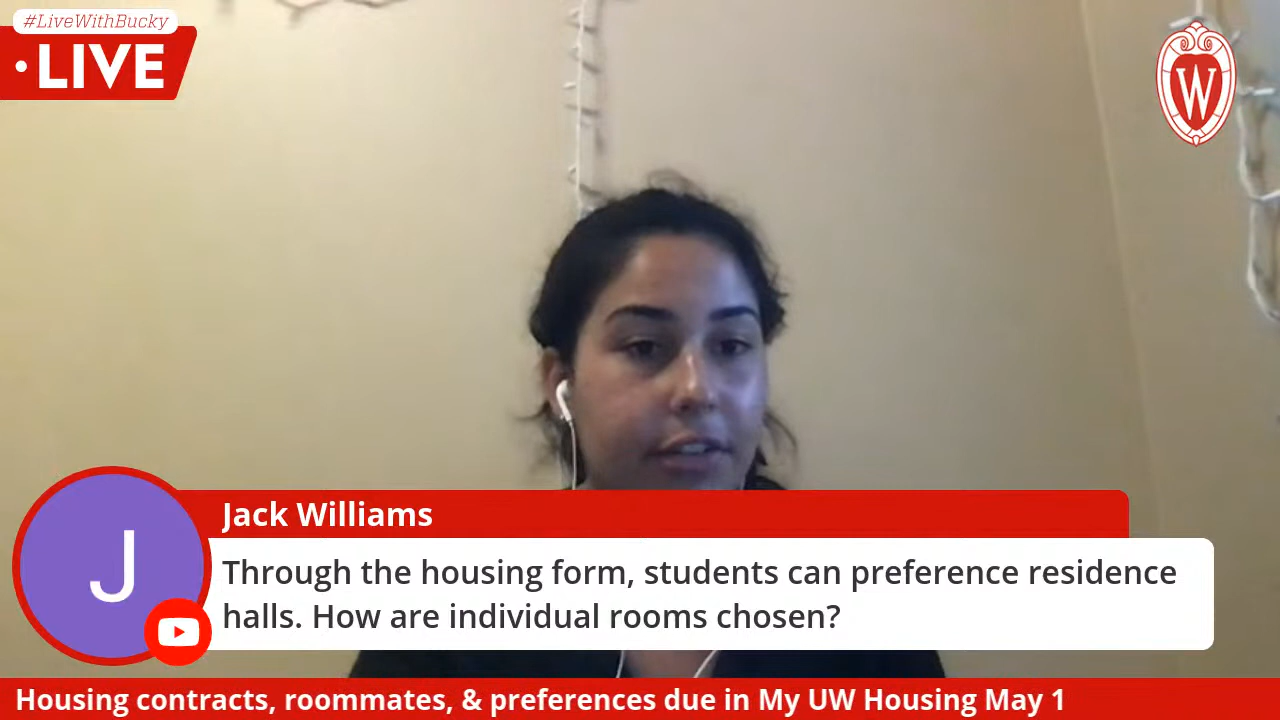 #LiveWithBucky
LIVE
W
Jack Williams
J
Through the housing form, students can preference residence
halls. How are individual rooms chosen?
Housing contracts, roommates, & preferences due in My UW Housing May 1